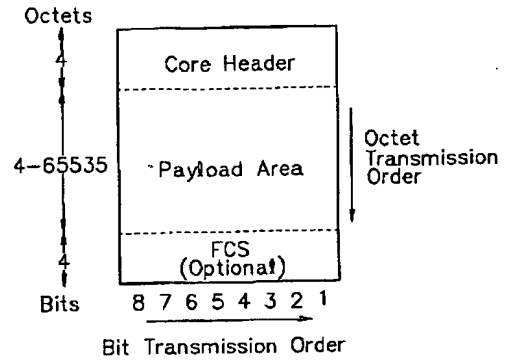 Octets
4
Core Header
4-65535
Payload Area
Octet
Transmission
Order
4
FCS
(Optional)
Bits
8 7 6 5 4 3 2 1
Bit Transmission Order